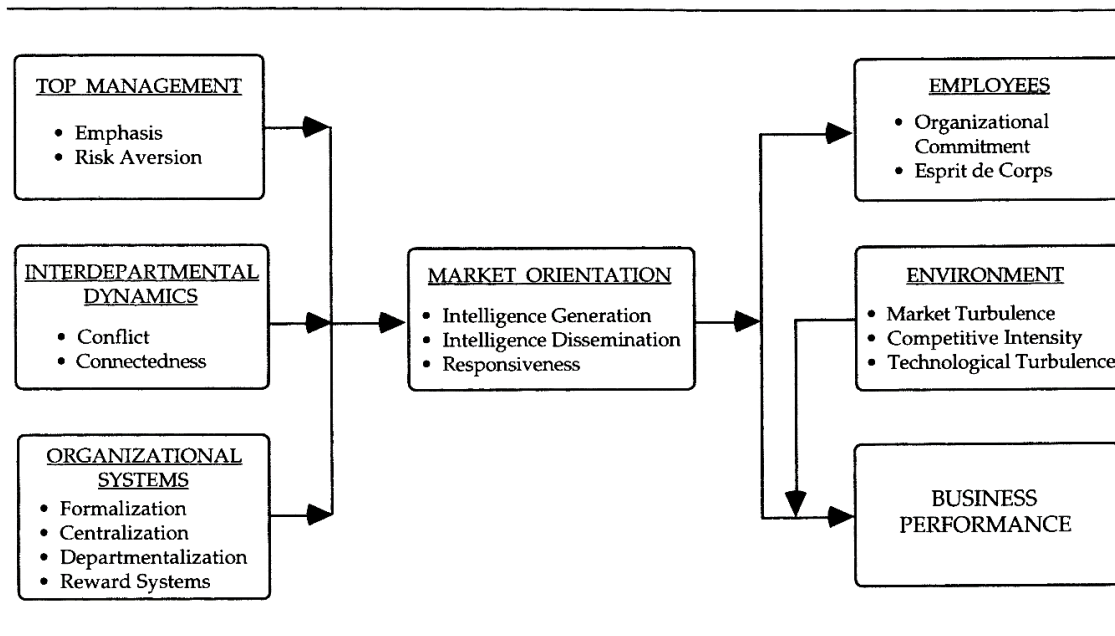 TOP MANAGEMENT
• Emphasis
• Risk Aversion
INTERDEPARTMENTAL
DYNAMICS
• Conflict
• Connectedness
ORGANIZATIONAL
SYSTEMS
• Formalization
• Centralization
• Departmentalization
• Reward Systems
MARKET ORIENTATION
• Intelligence Generation
• Intelligence Dissemination
• Responsiveness
EMPLOYEES
• Organizational
Commitment
• Esprit de Corps
ENVIRONMENT
• Market Turbulence
• Competitive Intensity
• Technological Turbulence
BUSINESS
PERFORMANCE